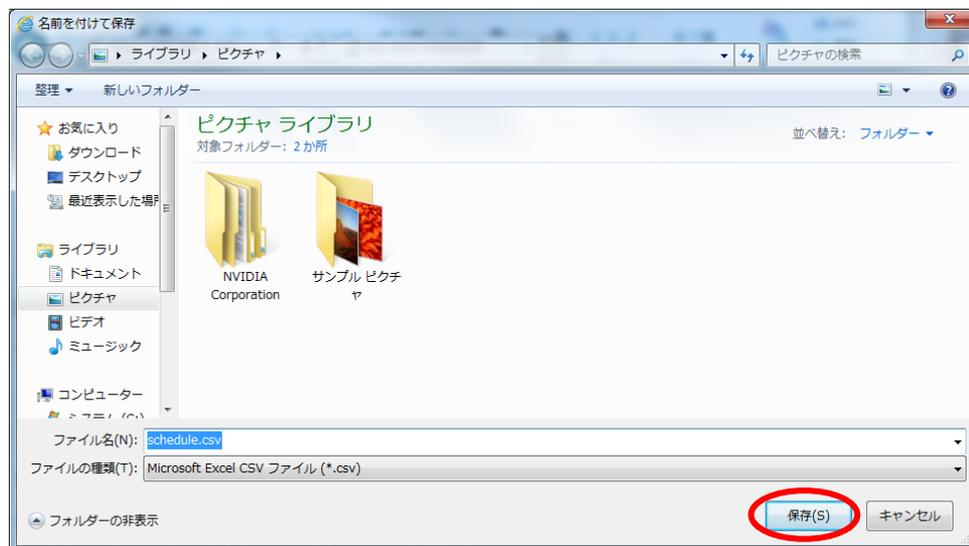 名前を付けて保存
ライブラリ ピクチャ
ピクチャの検索
整理 新しいフォルダー
お気に入り
ダウンロード
デスクトップ
最近表示した場所
ライブラリ
ドキュメント
ピクチャ
ビデオ
ミュージック
コンピューター
ピクチャ ライブラリ
対象フォルダー: 2 か所
並べ替え: フォルダー
NVIDIA
Corporation
サンプル ピクチ
ャ
ファイル名(N): schedule.csv
ファイルの種類(T): Microsoft Excel CSV ファイル (*.csv)
フォルダーの非表示
保存(S) キャンセル